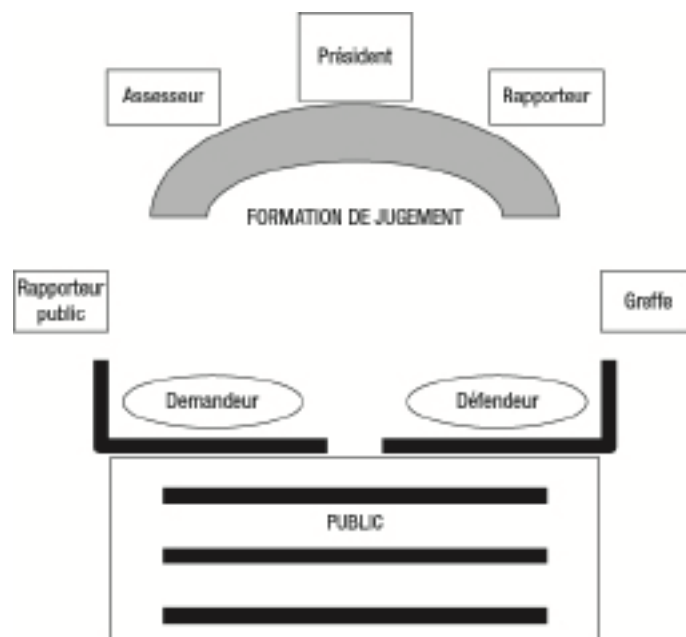 Président
Assesseur
Rapporteur
FORMATION DE JUGEMENT
Rapporteur
public
Greffe
Demandeur
Défendeur
PUBLIC